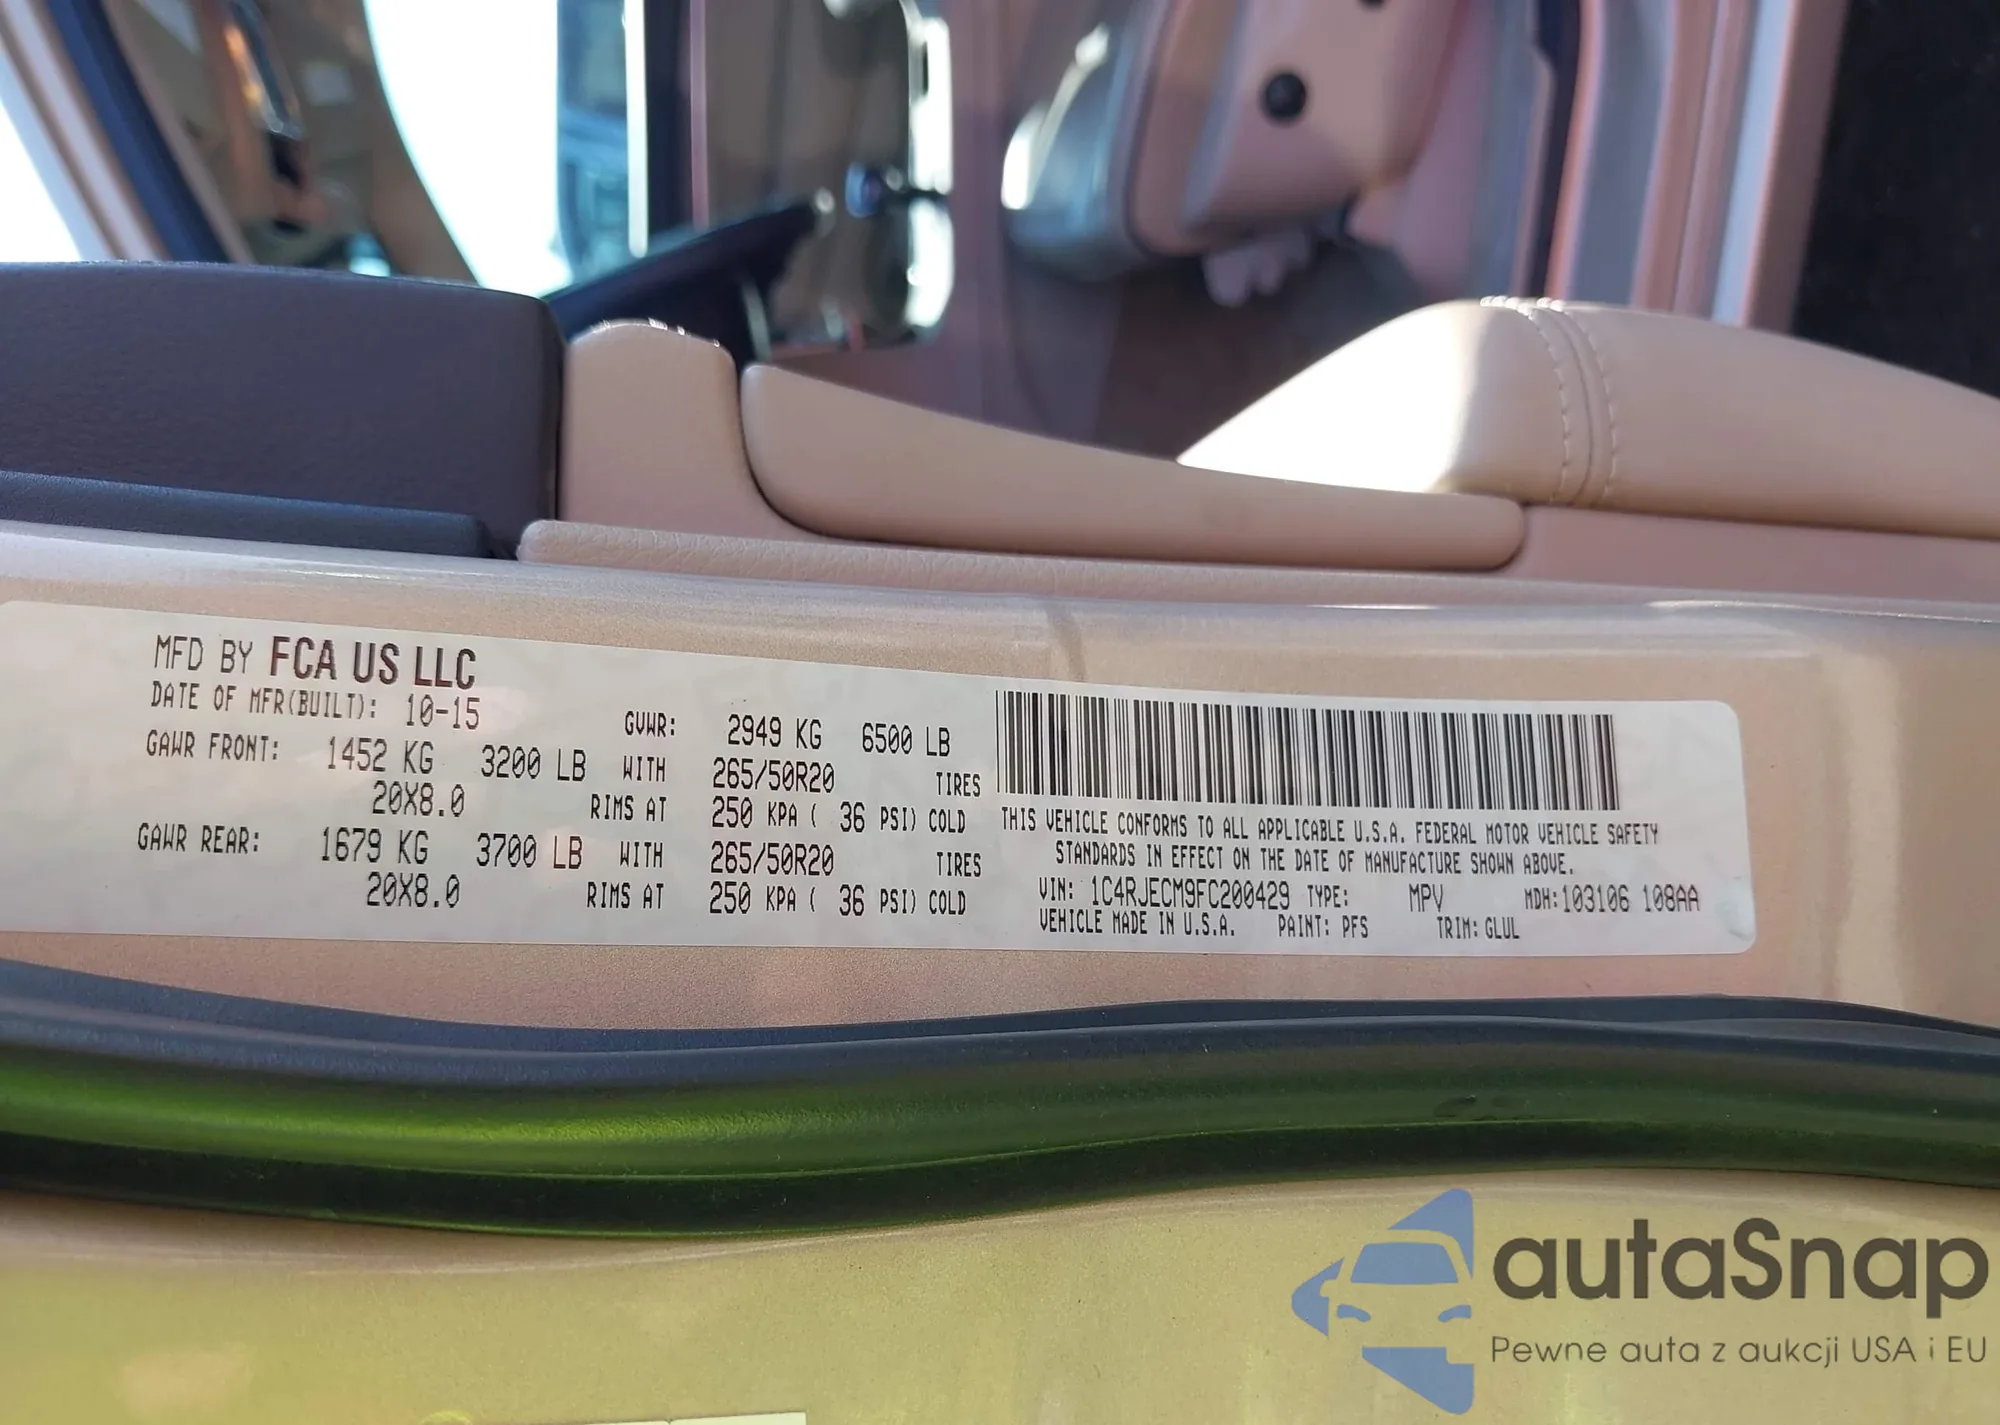 MFD BY FCA US LLC
DATE OF MFR(BUILT): 10-15
GVWR: 2949 KG 6500 LB
GAWR FRONT: 1452 KG 3200 LB WITH 265/50R20 TIRES
20X8.0 RIMS AT 250 KPA ( 36 PSI) COLD
GAWR REAR: 1679 KG 3700 LB WITH 265/50R20 TIRES
20X8.0 RIMS AT 250 KPA ( 36 PSI) COLD
THIS VEHICLE CONFORMS TO ALL APPLICABLE U.S.A. FEDERAL MOTOR VEHICLE SAFETY
STANDARDS IN EFFECT ON THE DATE OF MANUFACTURE SHOWN ABOVE.
VIN: 1C4RJECM9FC200429 TYPE: MPV MDH:103106 108AA
VEHICLE MADE IN U.S.A. PAINT: PFS TRIM: GLUL
autaSnap
Pewne auta z aukcji USA i EU